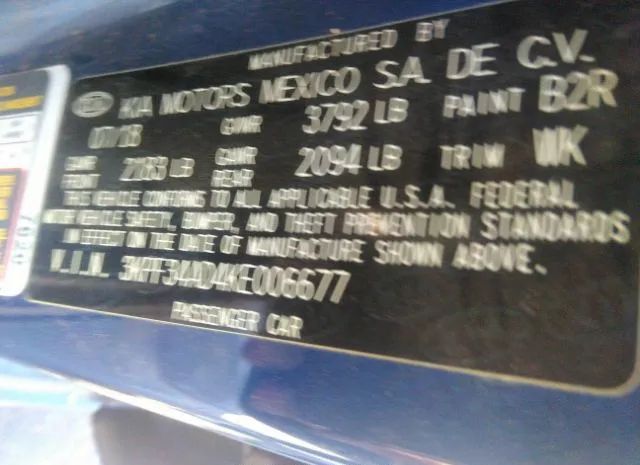 MANUFACTURED BY
KIA MOTORS MEXICO S.A. DE C.V.
07/18 GVWR 3792 LB PAINT B2R
GAWR FRONT LB GAWR REAR 2094 LB TRIM WK
THIS VEHICLE CONFORMS TO ALL APPLICABLE U.S.A. FEDERAL
MOTOR VEHICLE SAFETY, BUMPER, AND THEFT PREVENTION STANDARDS
IN EFFECT ON THE DATE OF MANUFACTURE SHOWN ABOVE.
V.I.N. 3KPF34AD4KE006677
PASSENGER CAR